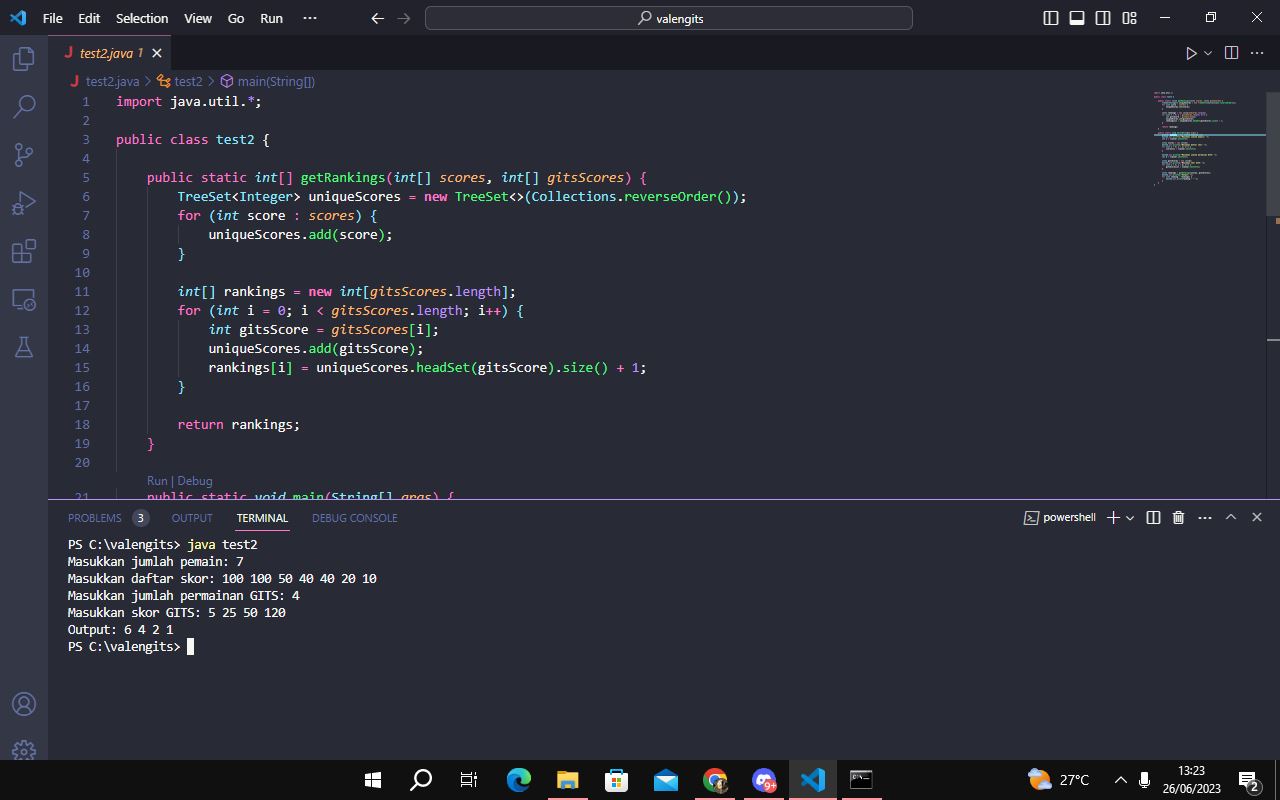 File Edit Selection View Go Run ··· valengits
test2.java 1
test2.java > test2 > main(String[])
1 import java.util.*;
2
3 public class test2 {
4
5 public static int[] getRankings(int[] scores, int[] gitsScores) {
6 TreeSet<Integer> uniqueScores = new TreeSet<>(Collections.reverseOrder());
7 for (int score : scores) {
8 uniqueScores.add(score);
9 }
10
11 int[] rankings = new int[gitsScores.length];
12 for (int i = 0; i < gitsScores.length; i++) {
13 int gitsScore = gitsScores[i];
14 uniqueScores.add(gitsScore);
15 rankings[i] = uniqueScores.headSet(gitsScore).size() + 1;
16 }
17
18 return rankings;
19 }
20
Run | Debug
21 public static void main(String[] args) {
PROBLEMS 3 OUTPUT TERMINAL DEBUG CONSOLE powershell
PS C:\valengits> java test2
Masukkan jumlah pemain: 7
Masukkan daftar skor: 100 100 50 40 40 20 10
Masukkan jumlah permainan GITS: 4
Masukkan skor GITS: 5 25 50 120
Output: 6 4 2 1
PS C:\valengits>
9+ 27°C 13:23
26/06/2023 2